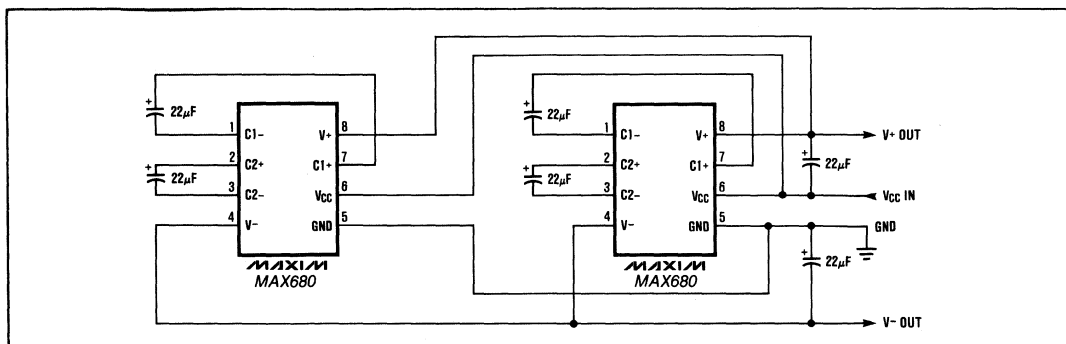 +
22µF
1
C1−
V+
8
2
C2+
C1+
7
+
22µF
3
C2−
VCC
6
4
V−
GND
5
MAXIM
MAX680
+
22µF
1
C1−
V+
8
2
C2+
C1+
7
+
22µF
3
C2−
VCC
6
4
V−
GND
5
MAXIM
MAX680
V+ OUT
+
22µF
VCC IN
GND
+
22µF
V− OUT